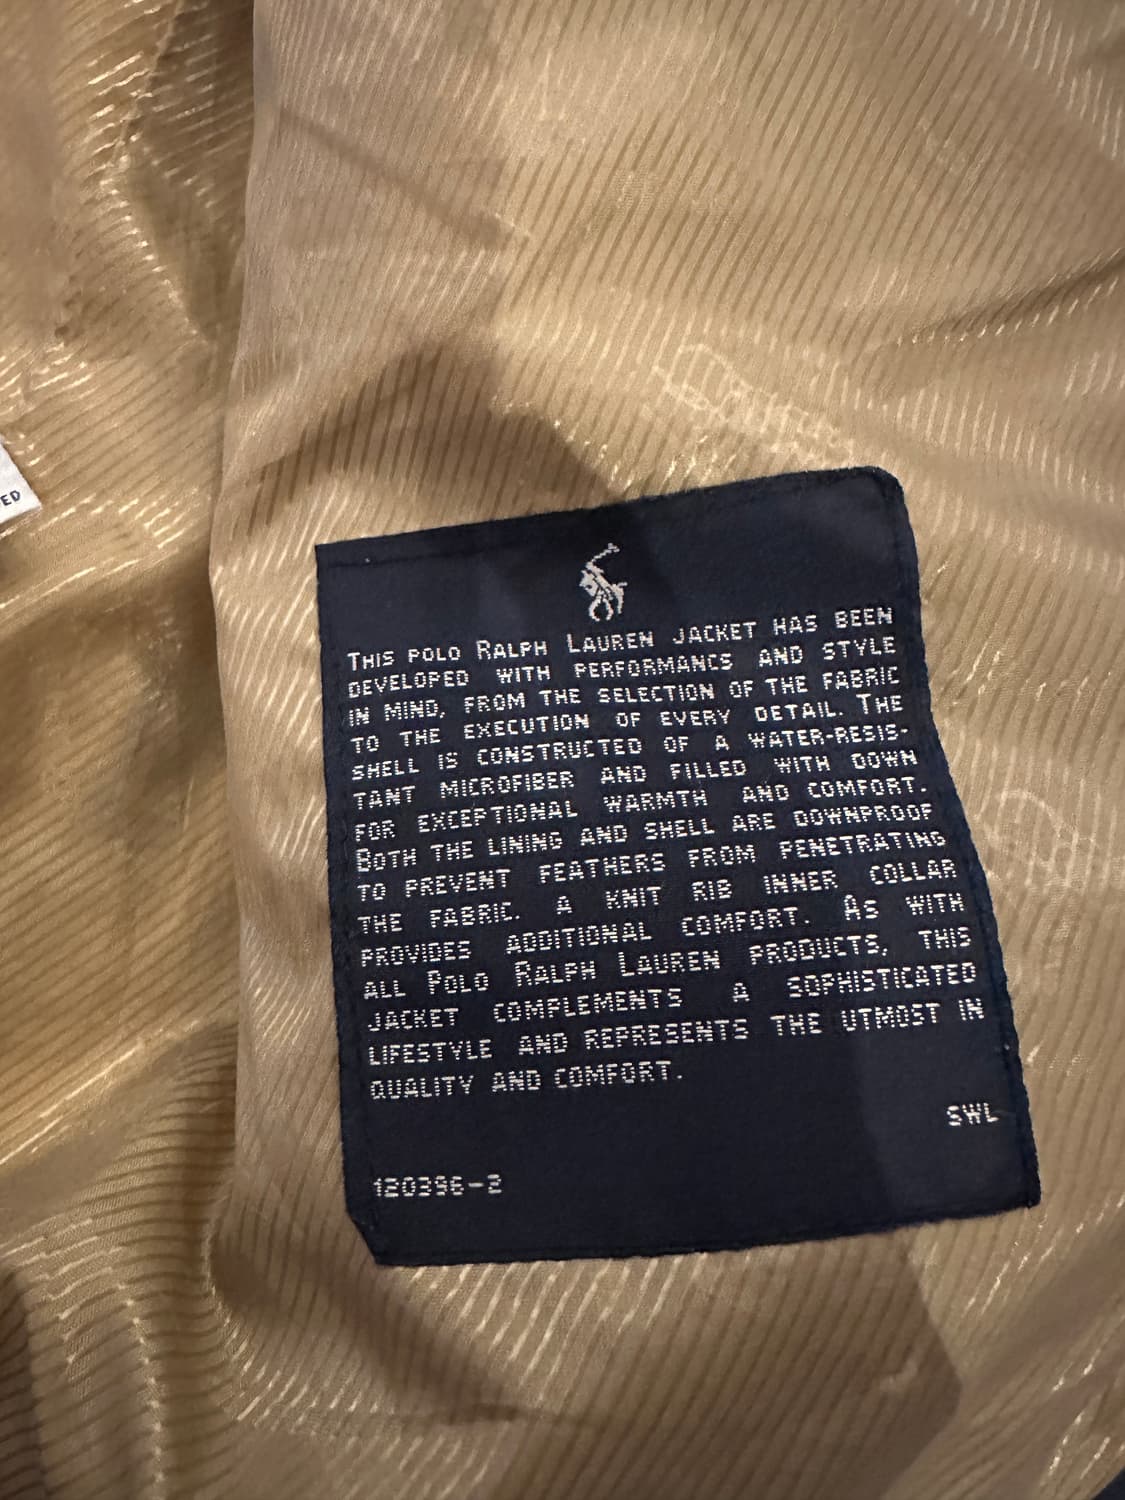 ED
THIS POLO RALPH LAUREN JACKET HAS BEEN
DEVELOPED WITH PERFORMANCE AND STYLE
IN MIND, FROM THE SELECTION OF THE FABRIC
TO THE EXECUTION OF EVERY DETAIL. THE
SHELL IS CONSTRUCTED OF A WATER-RESIS-
TANT MICROFIBER AND FILLED WITH DOWN
FOR EXCEPTIONAL WARMTH AND COMFORT.
BOTH THE LINING AND SHELL ARE DOWNPROOF
TO PREVENT FEATHERS FROM PENETRATING
THE FABRIC. A KNIT RIB INNER COLLAR
PROVIDES ADDITIONAL COMFORT. AS WITH
ALL POLO RALPH LAUREN PRODUCTS, THIS
JACKET COMPLEMENTS A SOPHISTICATED
LIFESTYLE AND REPRESENTS THE UTMOST IN
QUALITY AND COMFORT.
SWL
120396-2